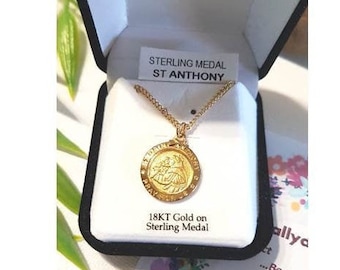 STERLING MEDAL
ST ANTHONY
18KT Gold on
Sterling Medal